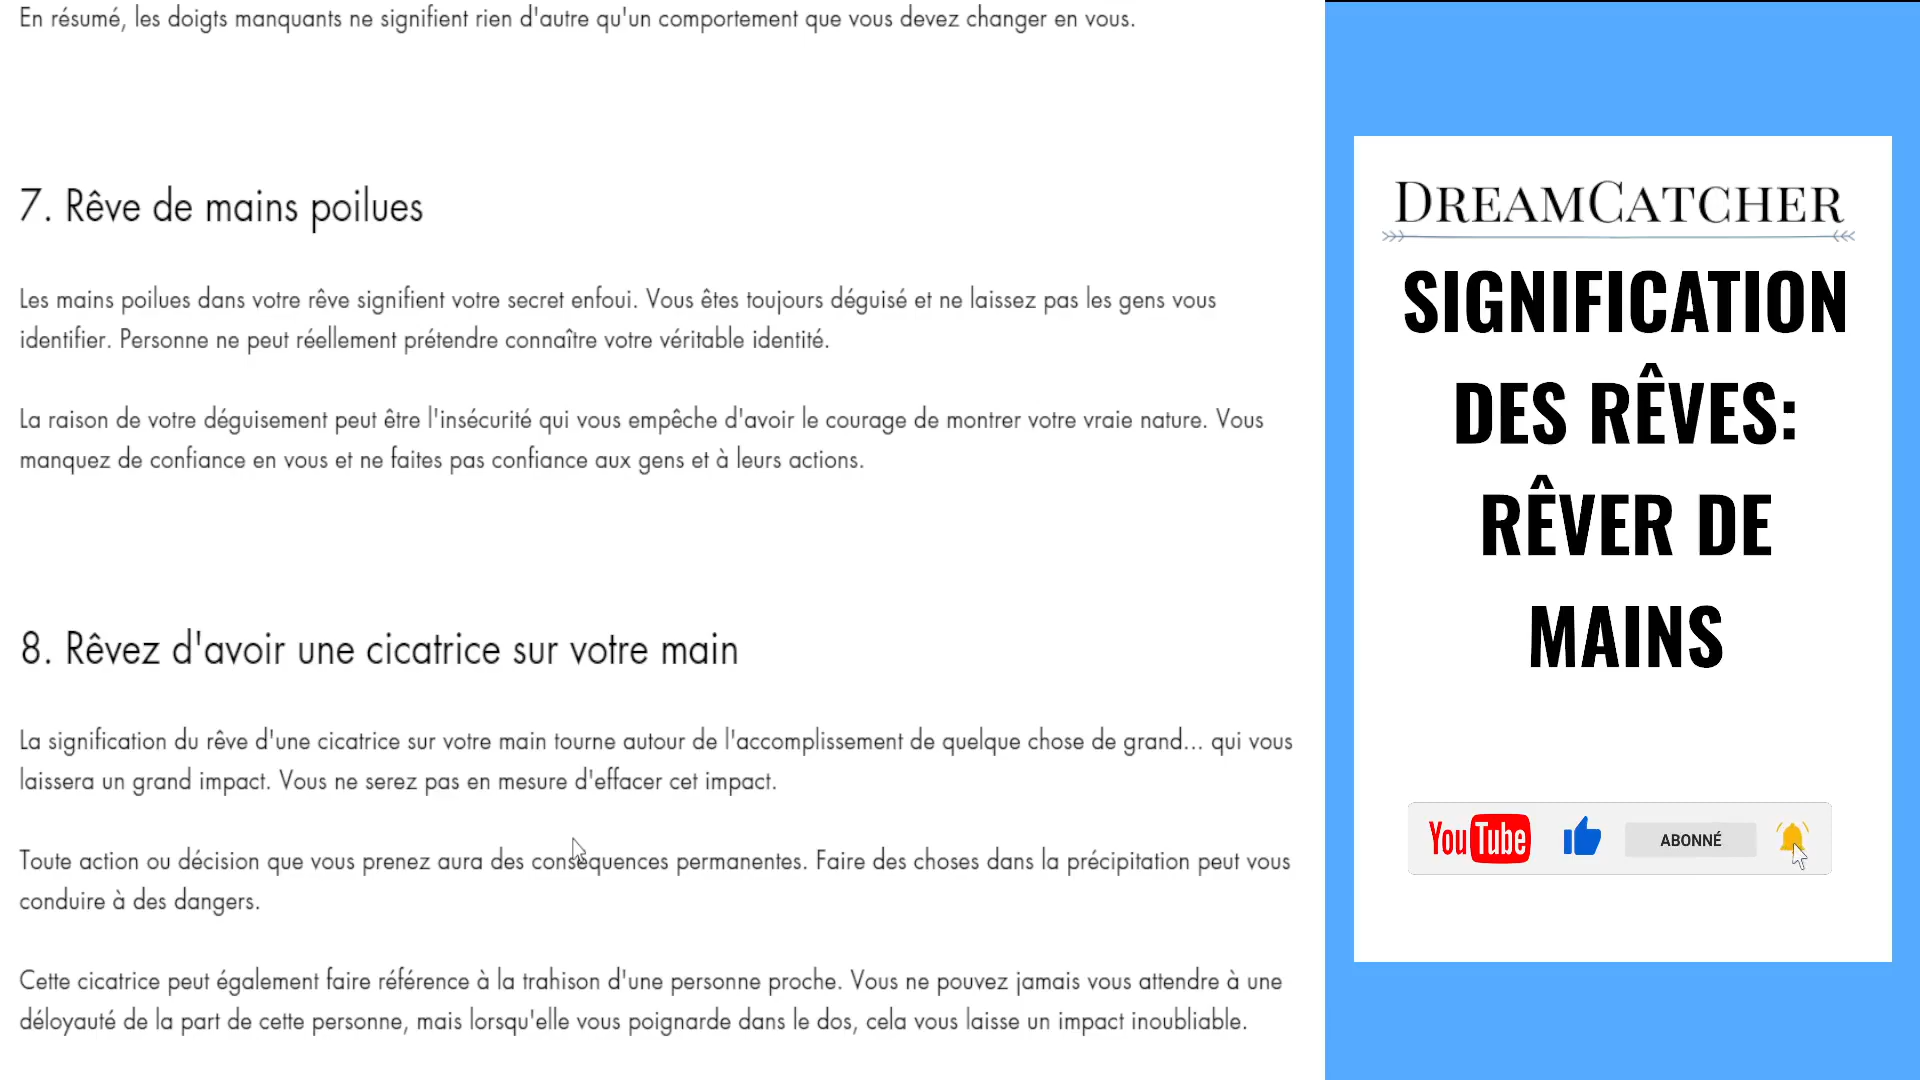 En résumé, les doigts manquants ne signifient rien d'autre qu'un comportement que vous devez changer en vous.
7. Rêve de mains poilues
Les mains poilues dans votre rêve signifient votre secret enfoui. Vous êtes toujours déguisé et ne laissez pas les gens vous
identifier. Personne ne peut réellement prétendre connaître votre véritable identité.
La raison de votre déguisement peut être l'insécurité qui vous empêche d'avoir le courage de montrer votre vraie nature. Vous
manquez de confiance en vous et ne faites pas confiance aux gens et à leurs actions.
8. Rêvez d'avoir une cicatrice sur votre main
La signification du rêve d'une cicatrice sur votre main tourne autour de l'accomplissement de quelque chose de grand... qui vous
laissera un grand impact. Vous ne serez pas en mesure d'effacer cet impact.
Toute action ou décision que vous prenez aura des conséquences permanentes. Faire des choses dans la précipitation peut vous
conduire à des dangers.
Cette cicatrice peut également faire référence à la trahison d'une personne proche. Vous ne pouvez jamais vous attendre à une
déloyauté de la part de cette personne, mais lorsqu'elle vous poignarde dans le dos, cela vous laisse un impact inoubliable.
DREAMCATCHER
SIGNIFICATION
DES RÊVES:
RÊVER DE
MAINS
YouTube
ABONNÉ